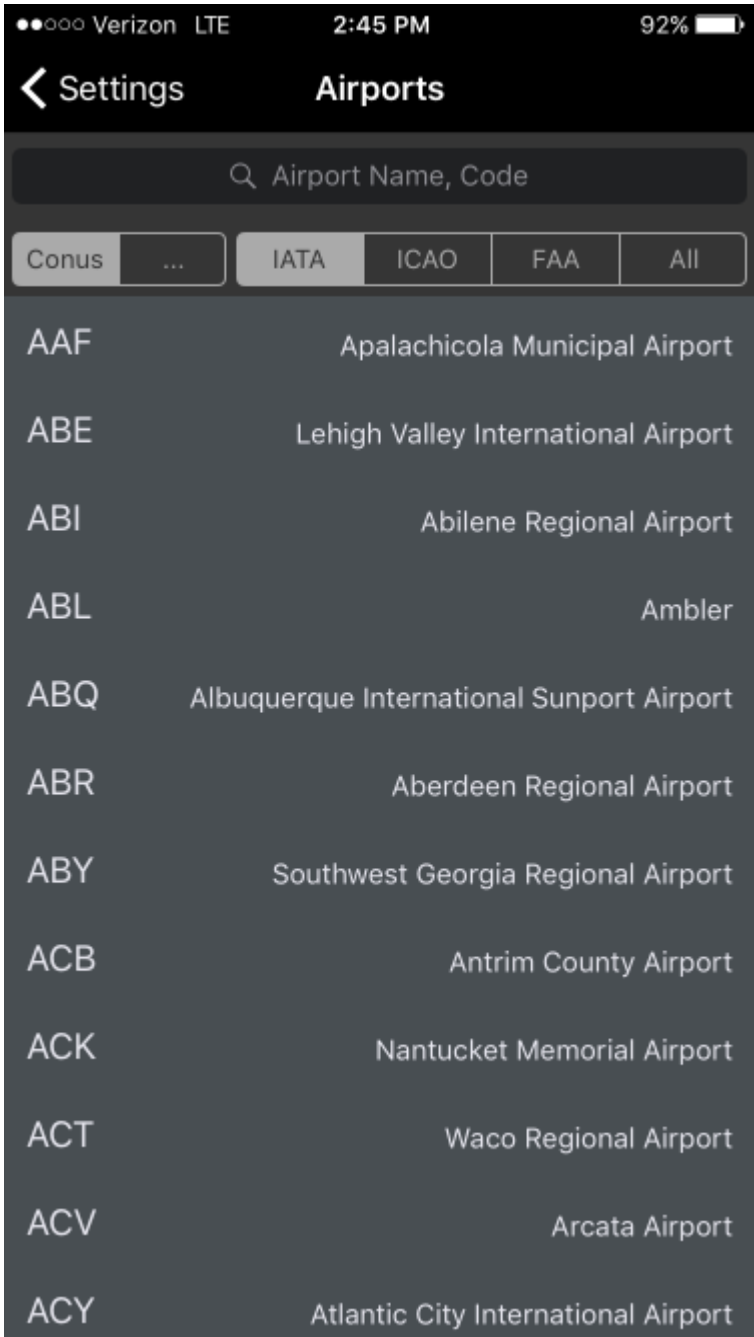 Verizon LTE 2:45 PM 92%
Settings Airports
Airport Name, Code
Conus ... IATA ICAO FAA All
AAF Apalachicola Municipal Airport
ABE Lehigh Valley International Airport
ABI Abilene Regional Airport
ABL Ambler
ABQ Albuquerque International Sunport Airport
ABR Aberdeen Regional Airport
ABY Southwest Georgia Regional Airport
ACB Antrim County Airport
ACK Nantucket Memorial Airport
ACT Waco Regional Airport
ACV Arcata Airport
ACY Atlantic City International Airport